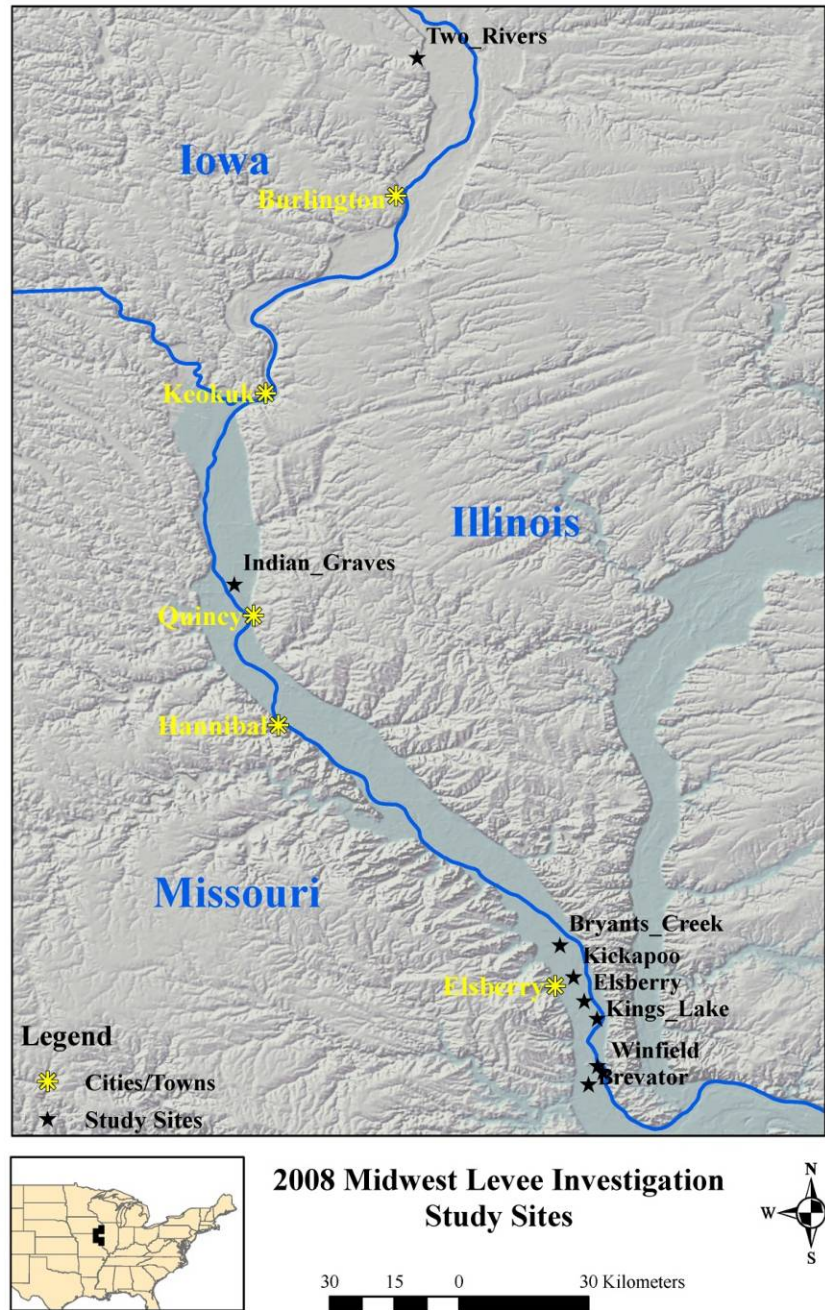 Two_Rivers
Iowa
Burlington
Keokuk
Illinois
Indian_Graves
Quincy
Hannibal
Missouri
Bryants_Creek
Kickapoo
Elsberry
Elsberry
Kings_Lake
Winfield
Brevator
Legend
Cities/Towns
Study Sites
2008 Midwest Levee Investigation
Study Sites
N
W
S
30 15 0 30 Kilometers